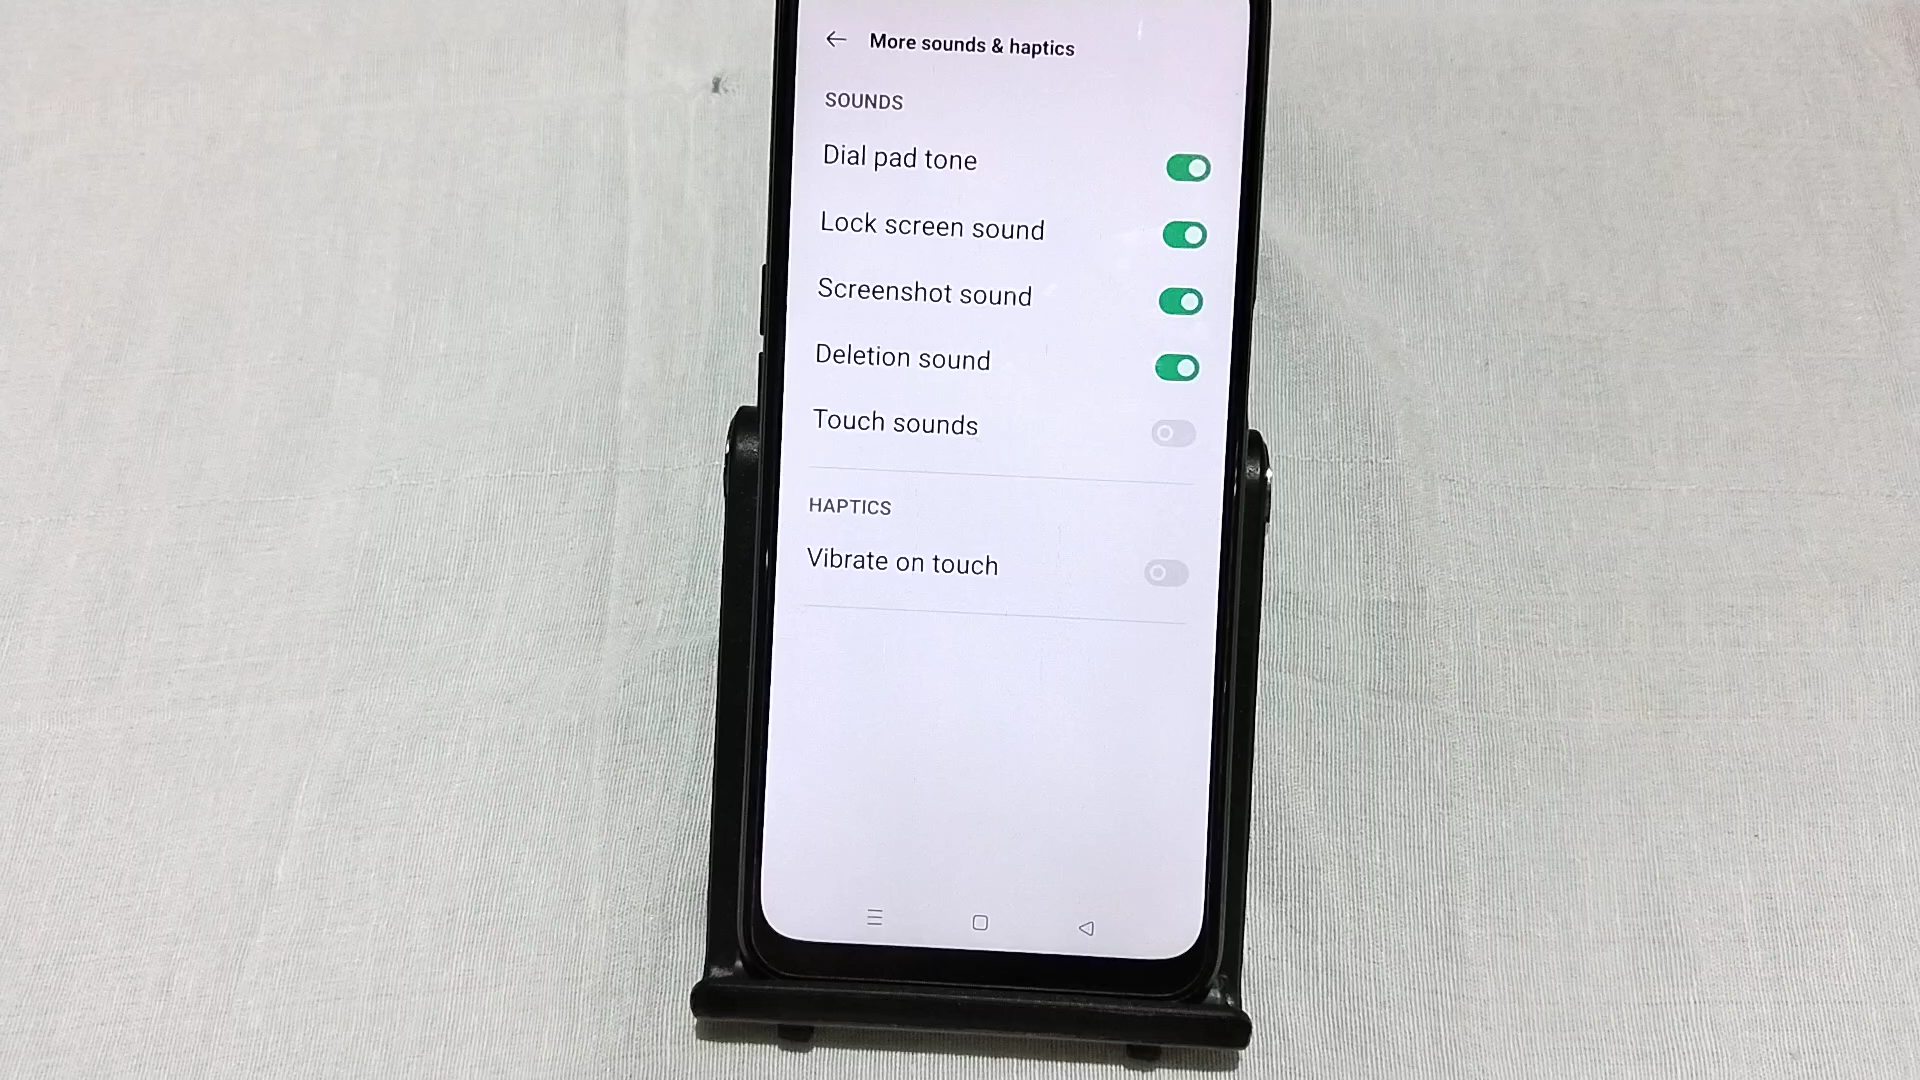 More sounds & haptics
SOUNDS
Dial pad tone
Lock screen sound
Screenshot sound
Deletion sound
Touch sounds
HAPTICS
Vibrate on touch